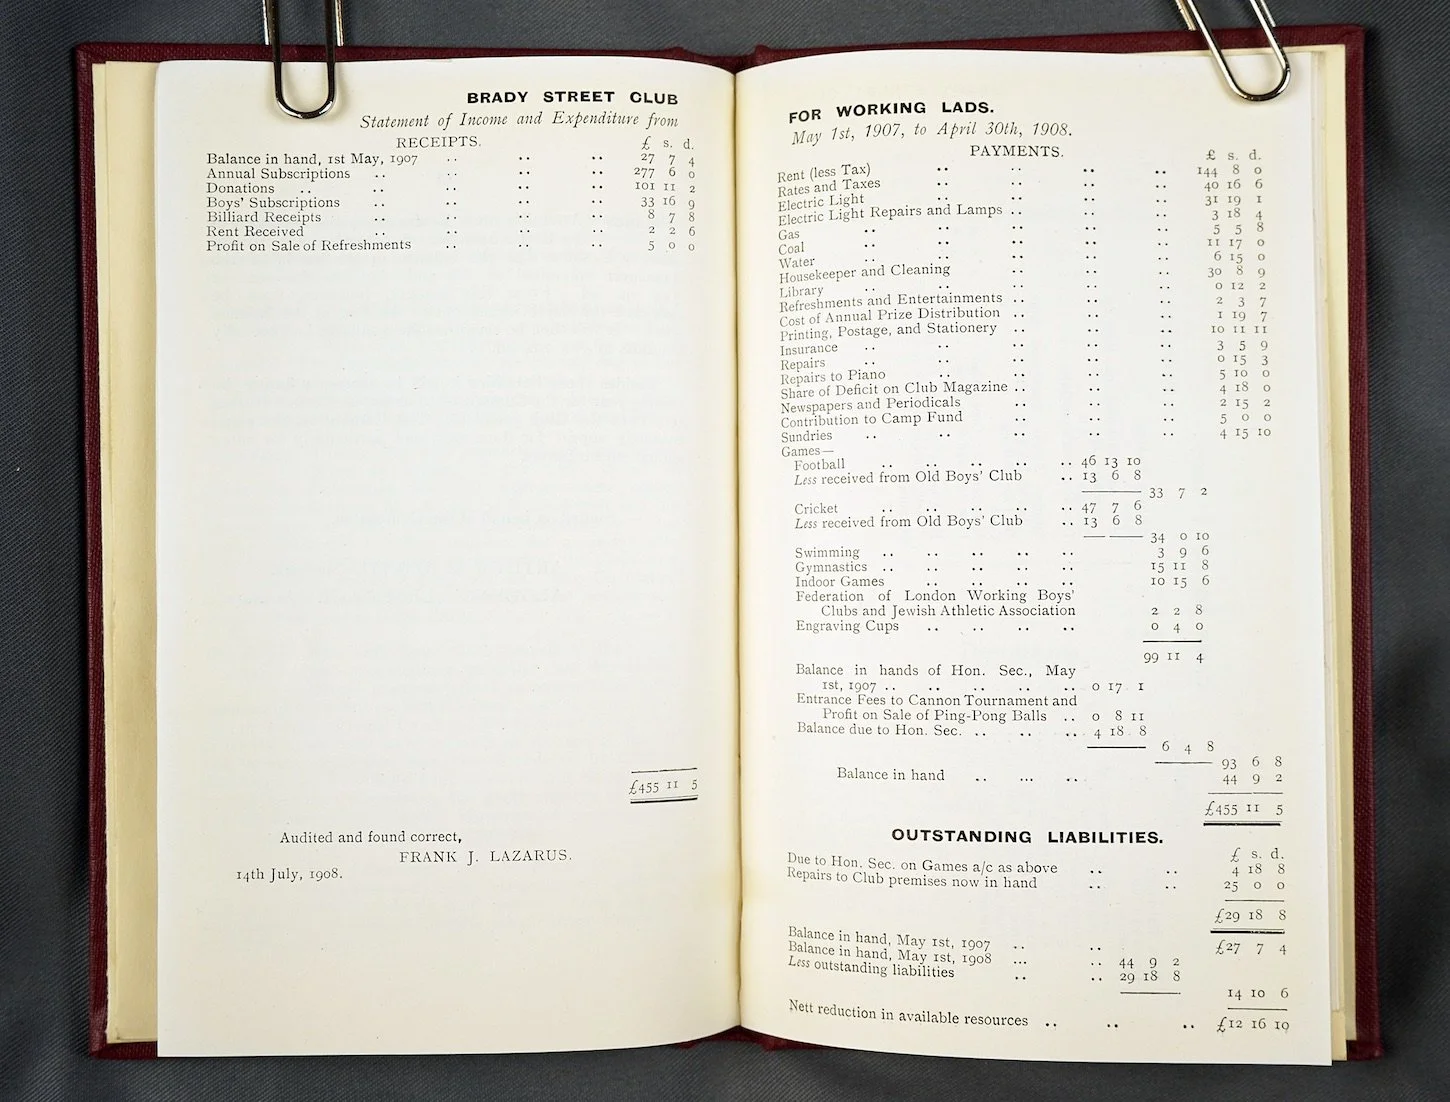 BRADY STREET CLUB
Statement of Income and Expenditure from
RECEIPTS.
£ s. d.
Balance in hand, 1st May, 1907 .. .. .. 27 7 4
Annual Subscriptions .. .. .. .. 277 6 0
Donations .. .. .. .. .. 101 11 2
Boys' Subscriptions .. .. .. .. 33 16 9
Billiard Receipts .. .. .. .. 8 7 8
Rent Received .. .. .. .. 2 2 6
Profit on Sale of Refreshments .. .. .. 5 0 0
£455 11 5
Audited and found correct,
FRANK J. LAZARUS.
14th July, 1908.
FOR WORKING LADS.
May 1st, 1907, to April 30th, 1908.
PAYMENTS.
£ s. d.
Rent (less Tax) .. .. .. .. 144 8 0
Rates and Taxes .. .. .. .. 40 16 6
Electric Light .. .. .. .. 31 19 1
Electric Light Repairs and Lamps .. .. .. 3 18 4
Gas .. .. .. .. .. 5 5 8
Coal .. .. .. .. .. 11 17 0
Water .. .. .. .. .. 6 15 0
Housekeeper and Cleaning .. .. .. 30 8 9
Library .. .. .. .. .. 0 12 2
Refreshments and Entertainments .. .. .. 2 3 7
Cost of Annual Prize Distribution .. .. .. 1 19 7
Printing, Postage, and Stationery .. .. .. 10 11 11
Insurance .. .. .. .. 3 5 9
Repairs .. .. .. .. .. 0 15 3
Repairs to Piano .. .. .. .. 5 10 0
Share of Deficit on Club Magazine .. .. .. 4 18 0
Newspapers and Periodicals .. .. .. 2 15 2
Contribution to Camp Fund .. .. .. 5 0 0
Sundries .. .. .. .. .. 4 15 10
Games—
Football .. .. .. .. .. 46 13 10
Less received from Old Boys' Club .. 13 6 8
33 7 2
Cricket .. .. .. .. .. 47 7 6
Less received from Old Boys' Club .. 13 6 8
34 0 10
Swimming .. .. .. .. .. 3 9 6
Gymnastics .. .. .. .. .. 15 11 8
Indoor Games .. .. .. .. 10 15 6
Federation of London Working Boys'
Clubs and Jewish Athletic Association 2 2 8
Engraving Cups .. .. .. .. 0 4 0
99 11 4
Balance in hands of Hon. Sec., May
1st, 1907 .. .. .. .. .. 0 17 1
Entrance Fees to Cannon Tournament and
Profit on Sale of Ping-Pong Balls .. 0 8 11
Balance due to Hon. Sec. .. .. .. 4 18 8
6 4 8
93 6 8
Balance in hand .. ... .. 44 9 2
£455 11 5
OUTSTANDING LIABILITIES.
£ s. d.
Due to Hon. Sec. on Games a/c as above .. .. 4 18 8
Repairs to Club premises now in hand .. .. 25 0 0
£29 18 8
Balance in hand, May 1st, 1907 .. .. £27 7 4
Balance in hand, May 1st, 1908 ... .. 44 9 2
Less outstanding liabilities .. .. 29 18 8
14 10 6
Nett reduction in available resources .. .. .. £12 16 10